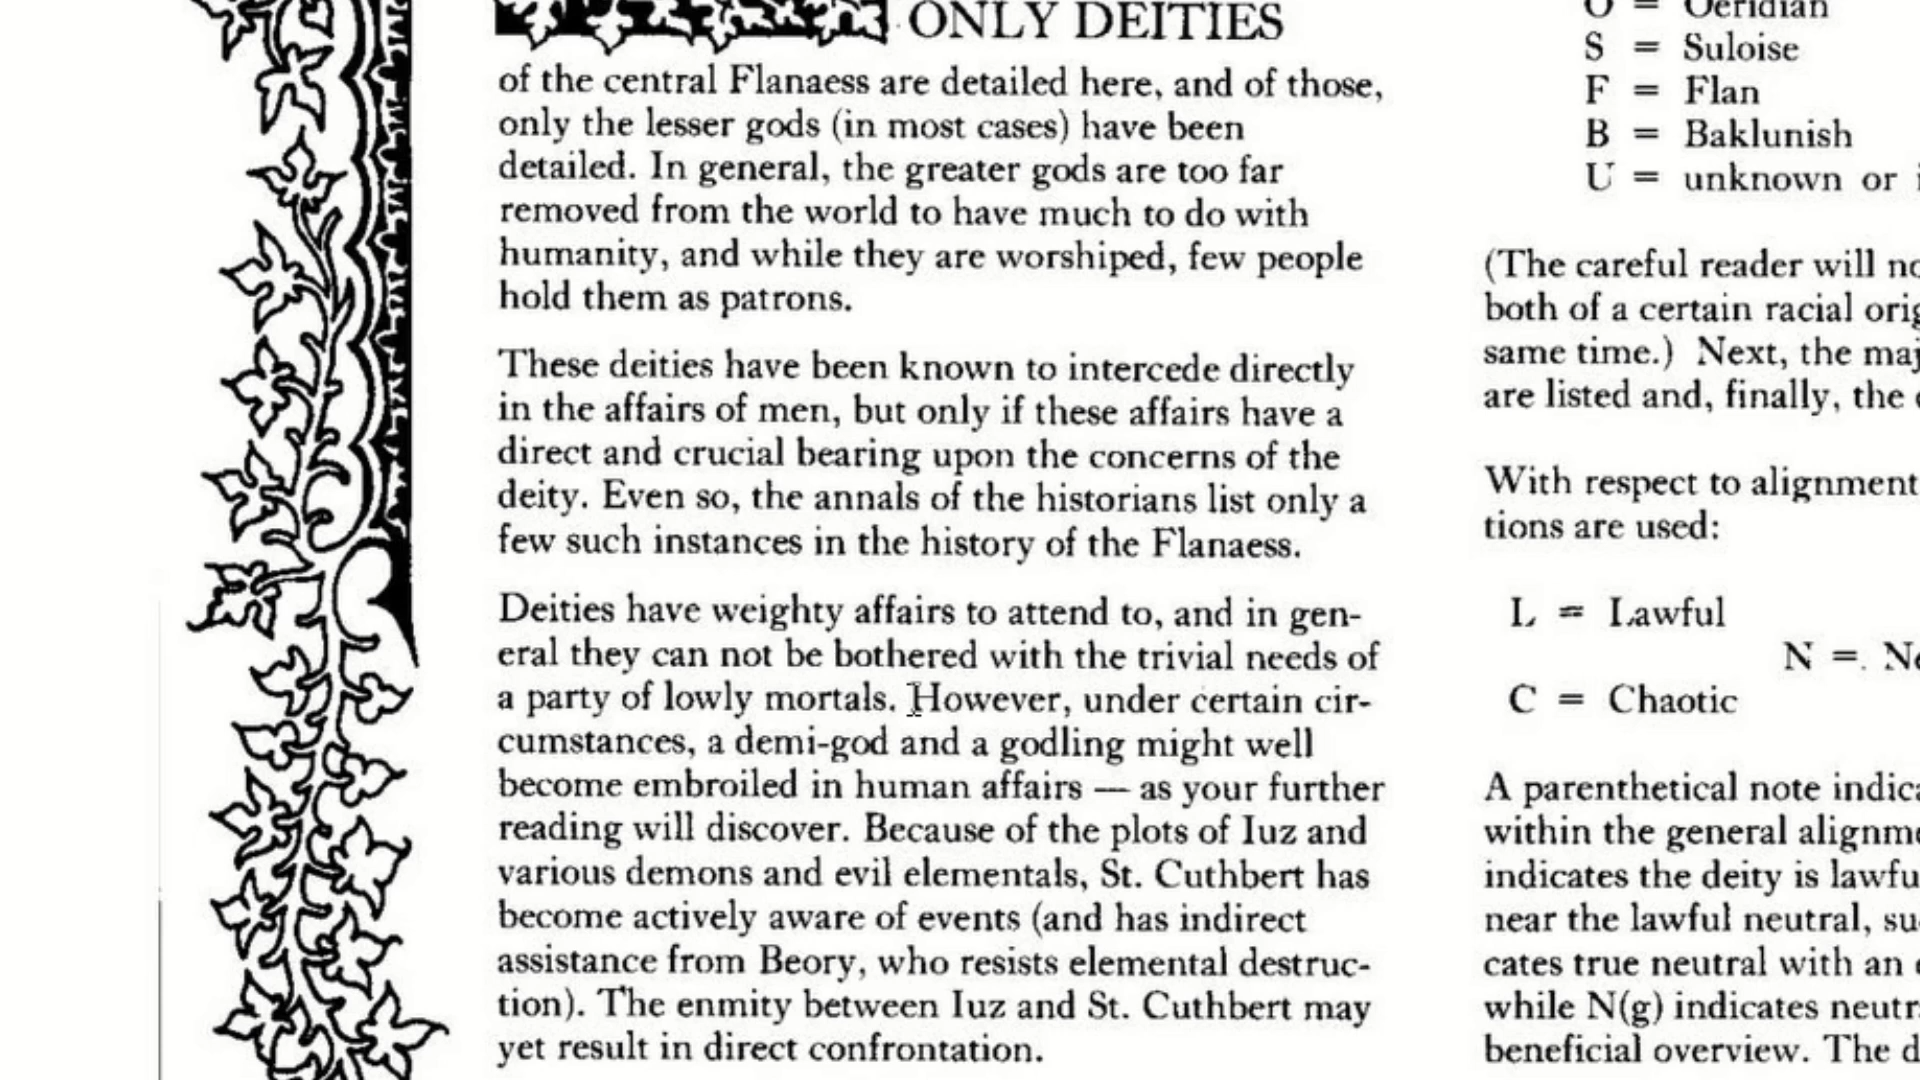 ONLY DEITIES
of the central Flanaess are detailed here, and of those,
only the lesser gods (in most cases) have been
detailed. In general, the greater gods are too far
removed from the world to have much to do with
humanity, and while they are worshiped, few people
hold them as patrons.
These deities have been known to intercede directly
in the affairs of men, but only if these affairs have a
direct and crucial bearing upon the concerns of the
deity. Even so, the annals of the historians list only a
few such instances in the history of the Flanaess.
Deities have weighty affairs to attend to, and in gen-
eral they can not be bothered with the trivial needs of
a party of lowly mortals. However, under certain cir-
cumstances, a demi-god and a godling might well
become embroiled in human affairs — as your further
reading will discover. Because of the plots of Iuz and
various demons and evil elementals, St. Cuthbert has
become actively aware of events (and has indirect
assistance from Beory, who resists elemental destruc-
tion). The enmity between Iuz and St. Cuthbert may
yet result in direct confrontation.
O = Oeridian
S = Suloise
F = Flan
B = Baklunish
U = unknown or
(The careful reader will
both of a certain racial
same time.) Next, the
are listed and, finally, the
With respect to alignment
tions are used:
L = Lawful
N =
C = Chaotic
A parenthetical note
within the general
indicates the deity is
near the lawful neutral,
cates true neutral with an
while N(g) indicates
beneficial overview. The